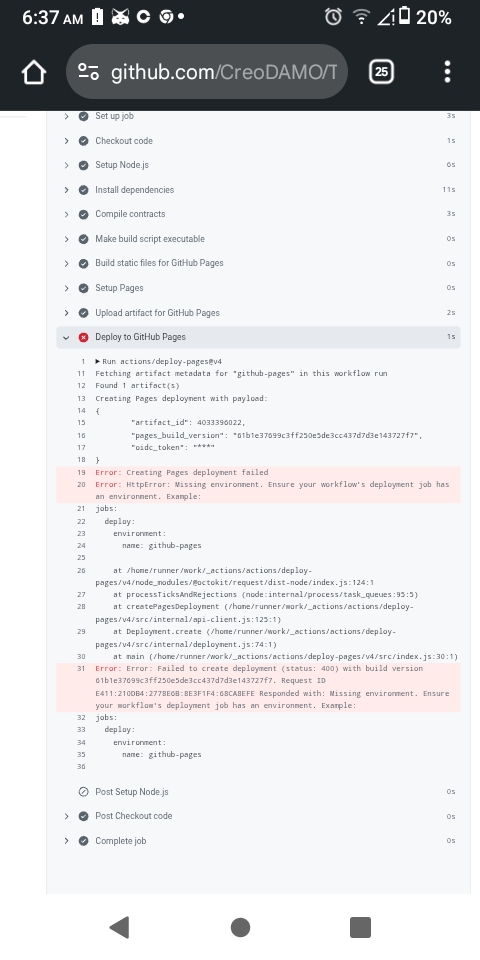 6:37 AM 20%
github.com/CreoDAMO/T 25
Set up job 3s
Checkout code 1s
Setup Node.js 6s
Install dependencies 11s
Compile contracts 3s
Make build script executable 0s
Build static files for GitHub Pages 0s
Setup Pages 0s
Upload artifact for GitHub Pages 2s
Deploy to GitHub Pages 1s
1 Run actions/deploy-pages@v4
11 Fetching artifact metadata for "github-pages" in this workflow run
12 Found 1 artifact(s)
13 Creating Pages deployment with payload:
14 {
15 "artifact_id": 4033396022,
16 "pages_build_version": "61b1e37699c3ff250e5de3cc437d7d3e143727f7",
17 "oidc_token": "***"
18 }
19 Error: Creating Pages deployment failed
20 Error: HttpError: Missing environment. Ensure your workflow's deployment job has
an environment. Example:
21 jobs:
22 deploy:
23 environment:
24 name: github-pages
25
26 at /home/runner/work/_actions/actions/deploy-
pages/v4/node_modules/@octokit/request/dist-node/index.js:124:1
27 at processTicksAndRejections (node:internal/process/task_queues:95:5)
28 at createPagesDeployment (/home/runner/work/_actions/actions/deploy-
pages/v4/src/internal/api-client.js:125:1)
29 at Deployment.create (/home/runner/work/_actions/actions/deploy-
pages/v4/src/internal/deployment.js:74:1)
30 at main (/home/runner/work/_actions/actions/deploy-pages/v4/src/index.js:30:1)
31 Error: Error: Failed to create deployment (status: 400) with build version
61b1e37699c3ff250e5de3cc437d7d3e143727f7. Request ID
E411:210DB4:2778E6B:8E3F1F4:68CA8EFE Responded with: Missing environment. Ensure
your workflow's deployment job has an environment. Example:
32 jobs:
33 deploy:
34 environment:
35 name: github-pages
36
Post Setup Node.js 0s
Post Checkout code 0s
Complete job 0s